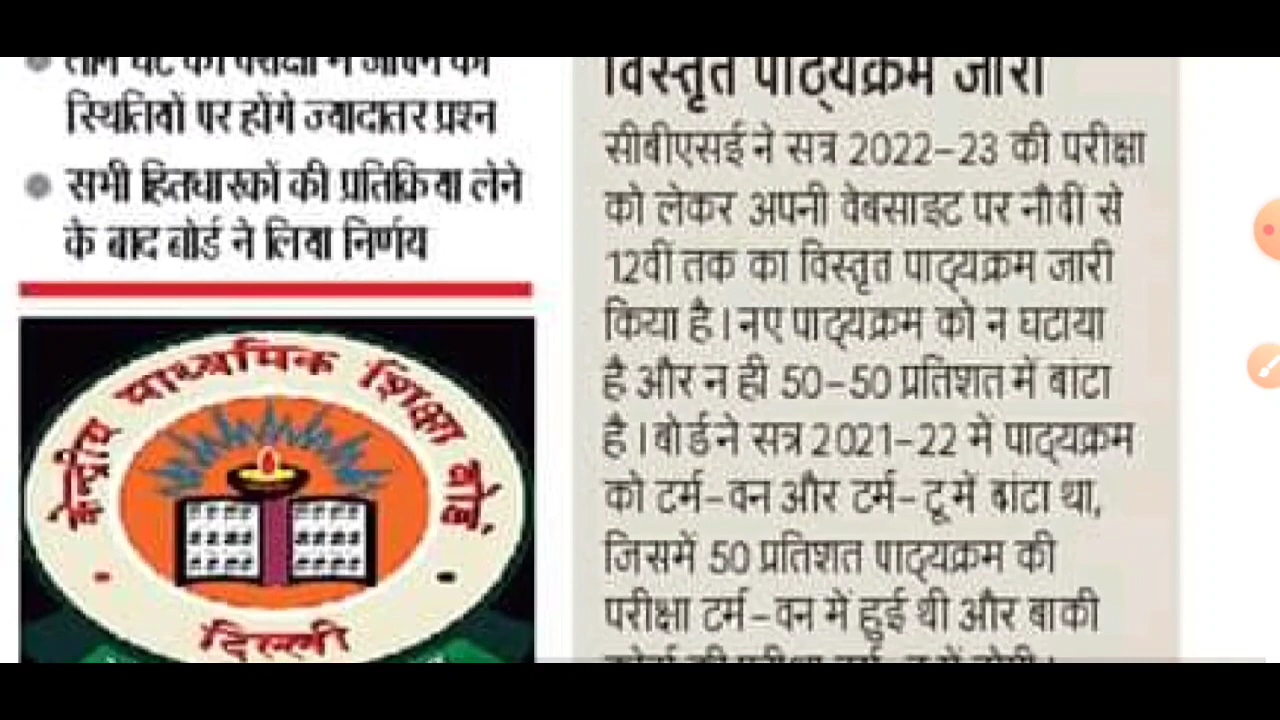 स्थितियों पर होंगे ज्यादातर प्रश्न
सभी हितधारकों की प्रतिक्रिया लेने
के बाद बोर्ड ने लिया निर्णय
केन्द्रीय माध्यमिक शिक्षा बोर्ड
दिल्ली
विस्तृत पाठ्यक्रम जारी
सीबीएसई ने सत्र 2022-23 की परीक्षा
को लेकर अपनी वेबसाइट पर नौवीं से
12वीं तक का विस्तृत पाठ्यक्रम जारी
किया है । नए पाठ्यक्रम को न घटाया
है और न ही 50-50 प्रतिशत में बांटा
है । बोर्ड ने सत्र 2021-22 में पाठ्यक्रम
को टर्म-वन और टर्म-टू में बांटा था,
जिसमें 50 प्रतिशत पाठ्यक्रम की
परीक्षा टर्म-वन में हुई थी और बाकी